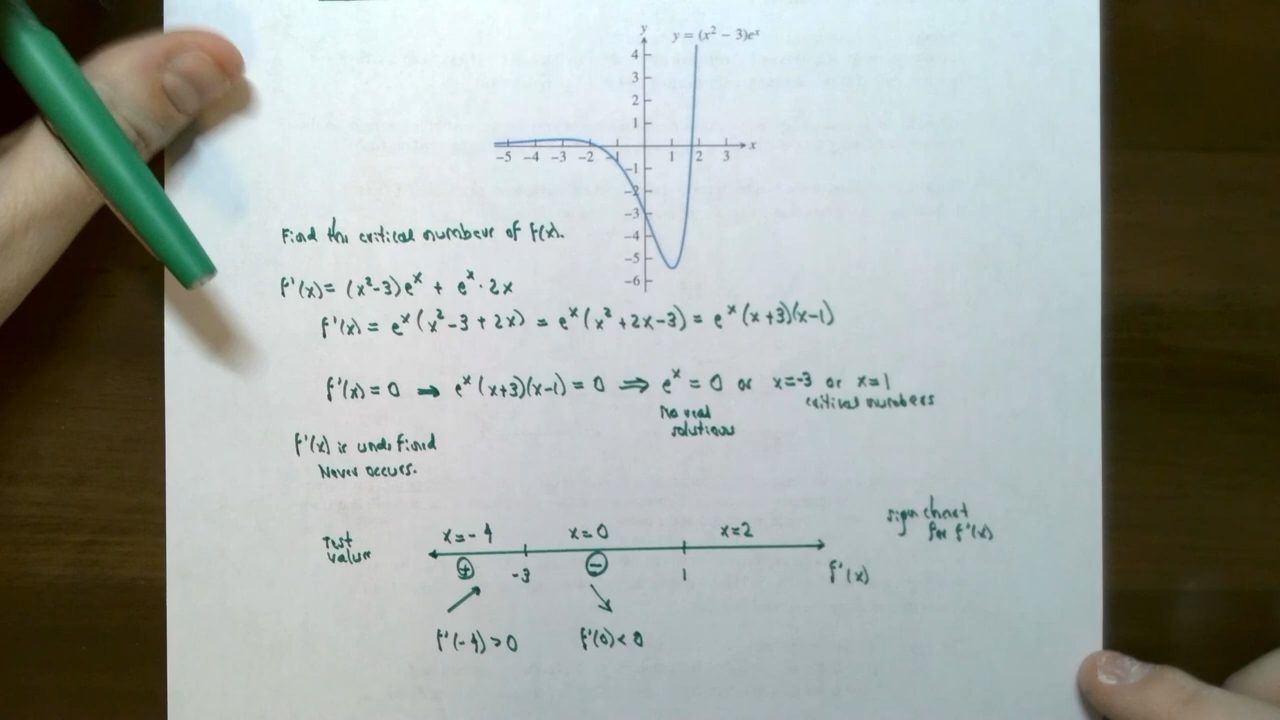 y
y = (x² − 3)eˣ
4
3
2
1
−5 −4 −3 −2 −1 1 2 3 x
−1
−2
−3
−4
−5
−6
Find the critical numbers of f(x).
f'(x) = (x²-3)eˣ + eˣ · 2x
f'(x) = eˣ(x² - 3 + 2x) = eˣ(x² + 2x - 3) = eˣ(x+3)(x-1)
f'(x) = 0 ⇒ eˣ(x+3)(x-1) = 0 ⇒ eˣ = 0 or x=-3 or x=1
No real critical numbers
solutions
f'(x) is undefined
Never occurs.
sign chart
for f'(x)
Test x=-4 x=0 x=2
values
+ -3 − 1 f'(x)
f'(-4) > 0 f'(0) < 0